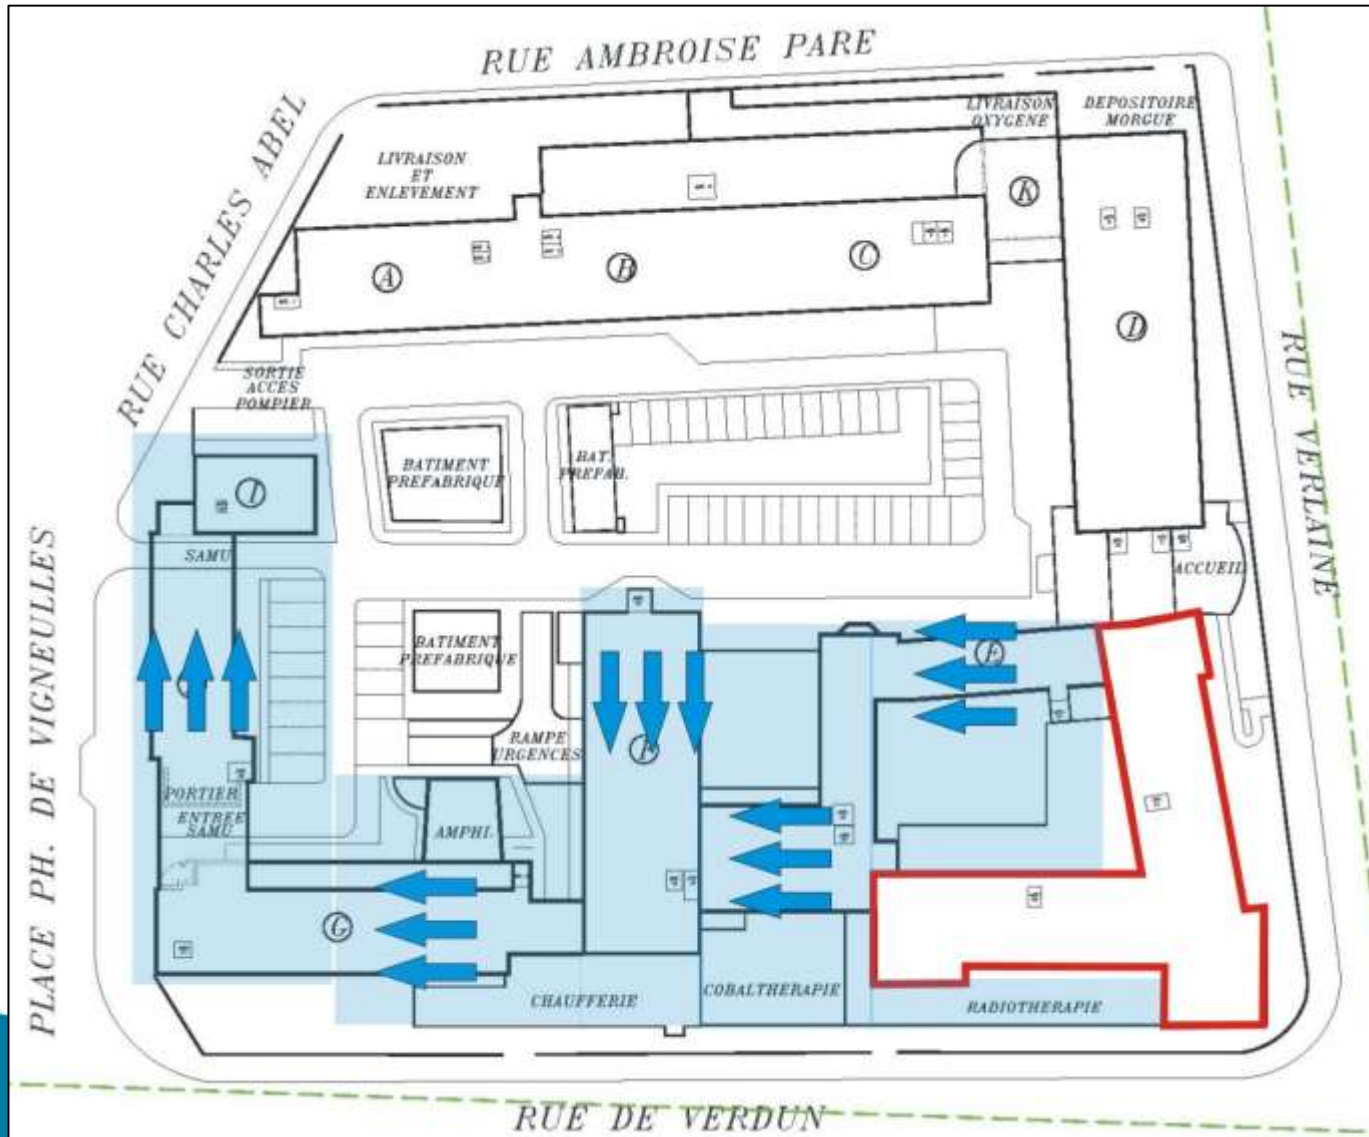 RUE AMBROISE PARE
RUE CHARLES ABEL
LIVRAISON
ET
ENLEVEMENT
LIVRAISON
OXYGENE
DEPOSITOIRE
MORGUE
K
A
B
C
D
SORTIE
ACCES
POMPIER
RUE VERLAINE
BATIMENT
PREFABRIQUE
BAT.
PREFAB.
I
SAMU
ACCUEIL
PLACE PH. DE VIGNEULLES
BATIMENT
PREFABRIQUE
E
RAMPE
URGENCES
F
PORTIER
ENTREE
SAMU
AMPHI.
G
CHAUFFERIE
COBALTHERAPIE
RADIOTHERAPIE
RUE DE VERDUN